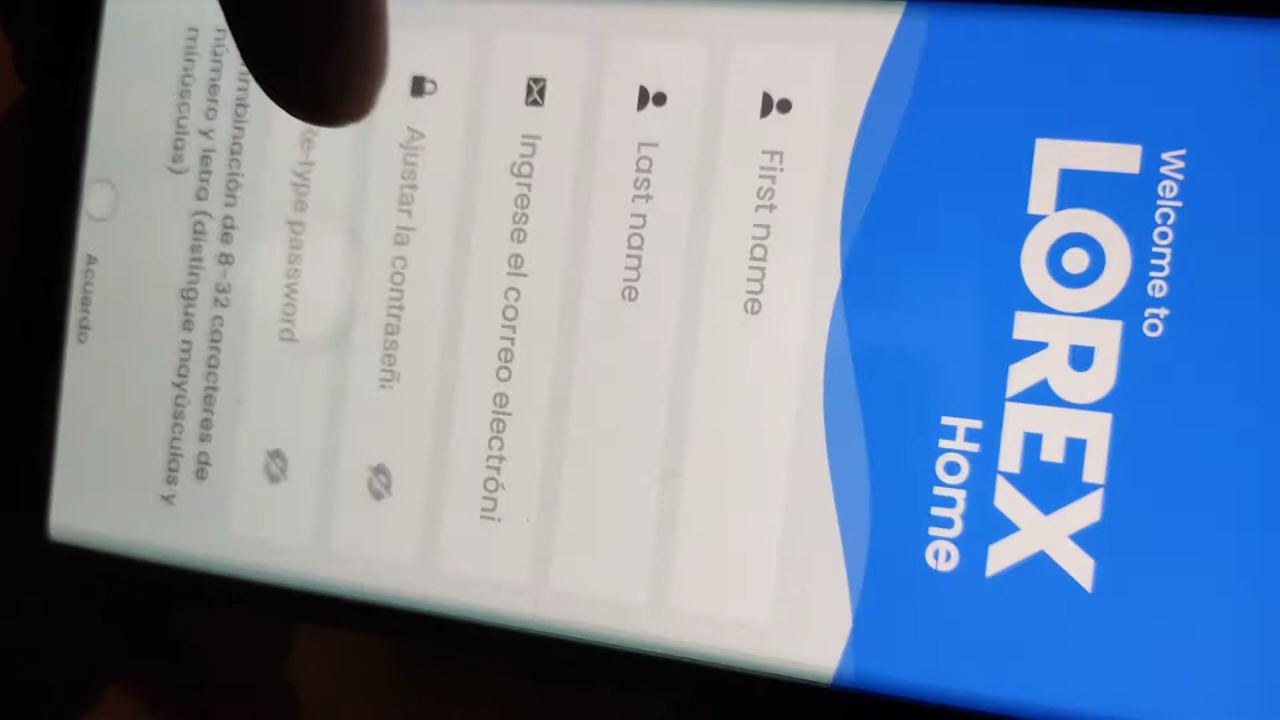 Welcome to
LOREX
Home
First name
Last name
Ingrese el correo electróni
Ajustar la contraseñ
type password
de 8-32 caracteres de
número y letra (distingue mayúsculas y
minúsculas)
Acuerdo